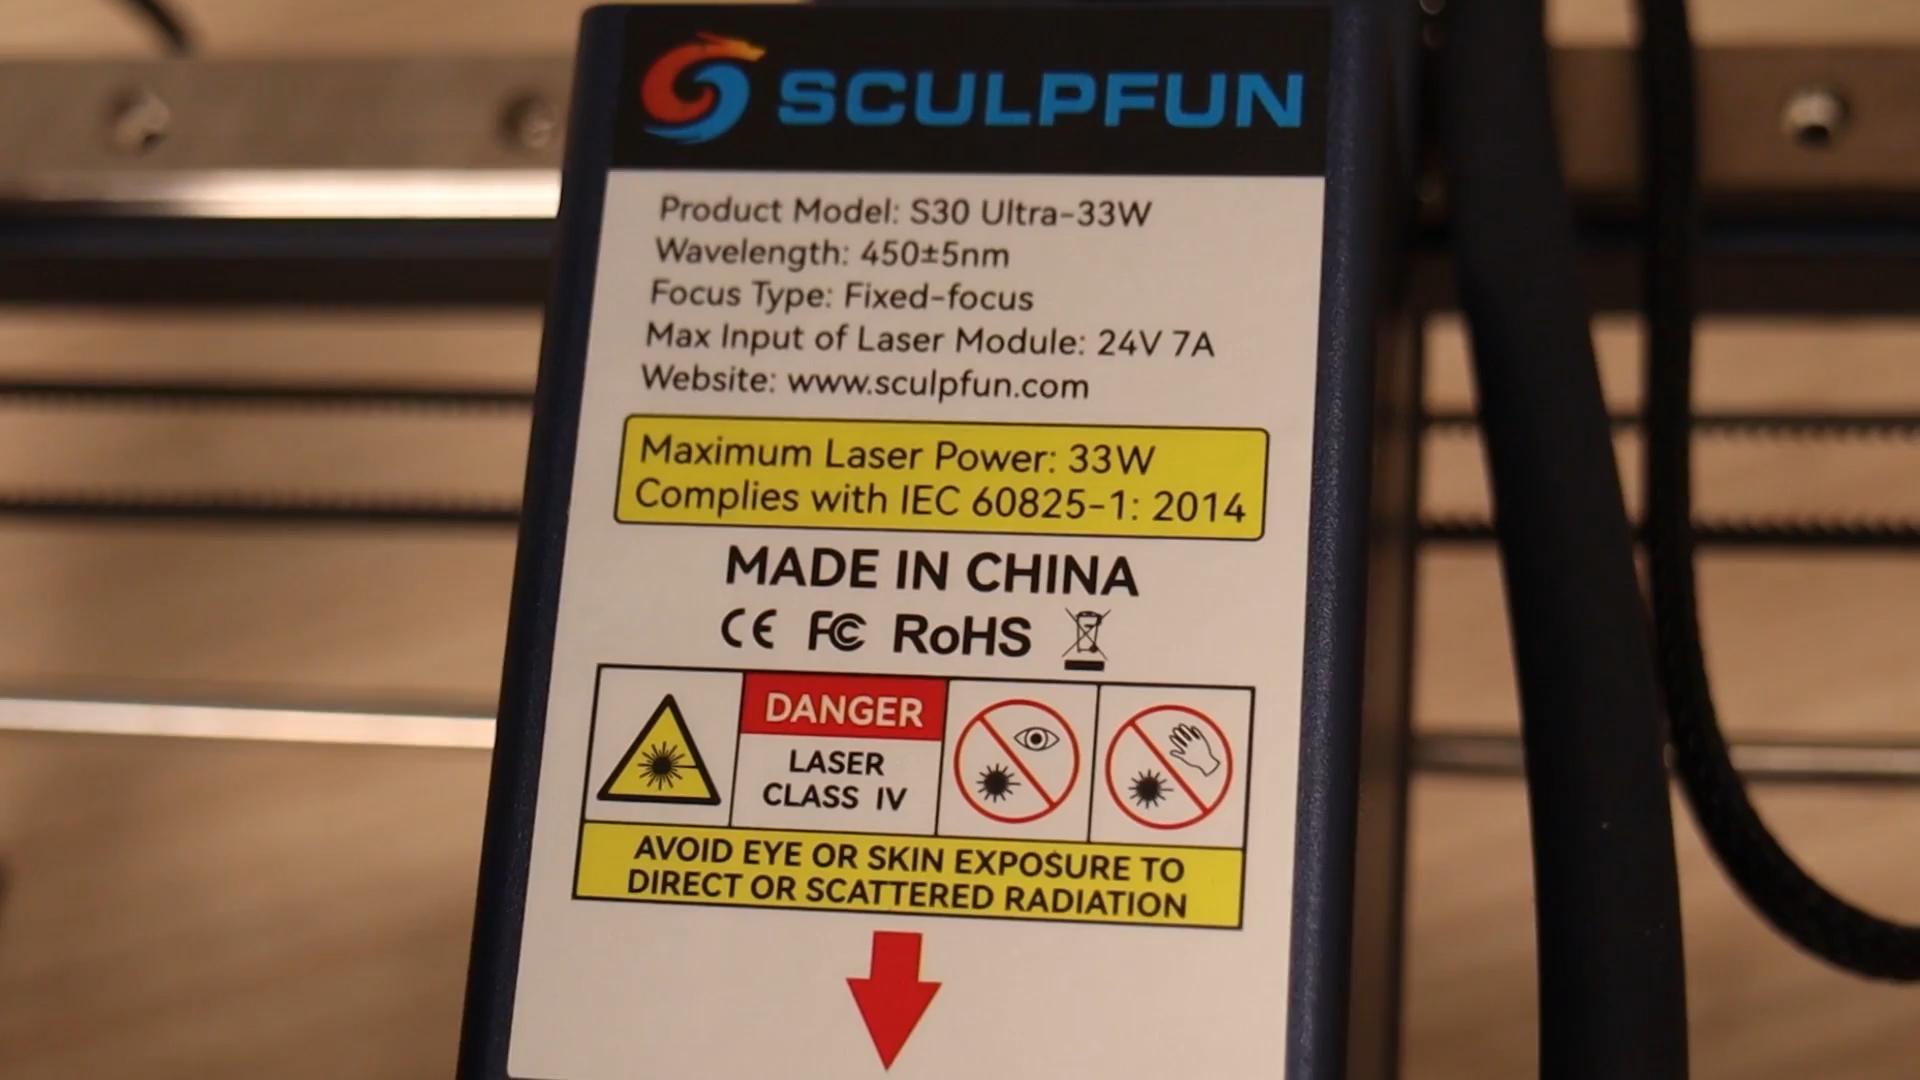 SCULPFUN
Product Model: S30 Ultra-33W
Wavelength: 450±5nm
Focus Type: Fixed-focus
Max Input of Laser Module: 24V 7A
Website: www.sculpfun.com
Maximum Laser Power: 33W
Complies with IEC 60825-1: 2014
MADE IN CHINA
CE FC RoHS
DANGER
LASER
CLASS IV
AVOID EYE OR SKIN EXPOSURE TO
DIRECT OR SCATTERED RADIATION